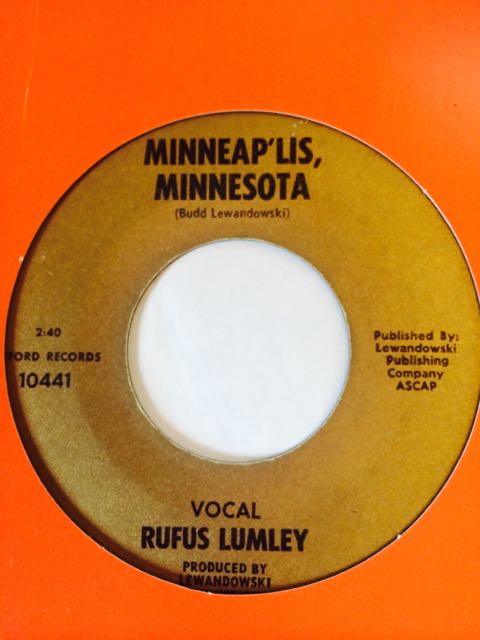 MINNEAP'LIS,
MINNESOTA
(Budd Lewandowski)
2:40
FORD RECORDS
10441
Published By:
Lewandowski
Publishing
Company
ASCAP
VOCAL
RUFUS LUMLEY
PRODUCED BY
LEWANDOWSKI